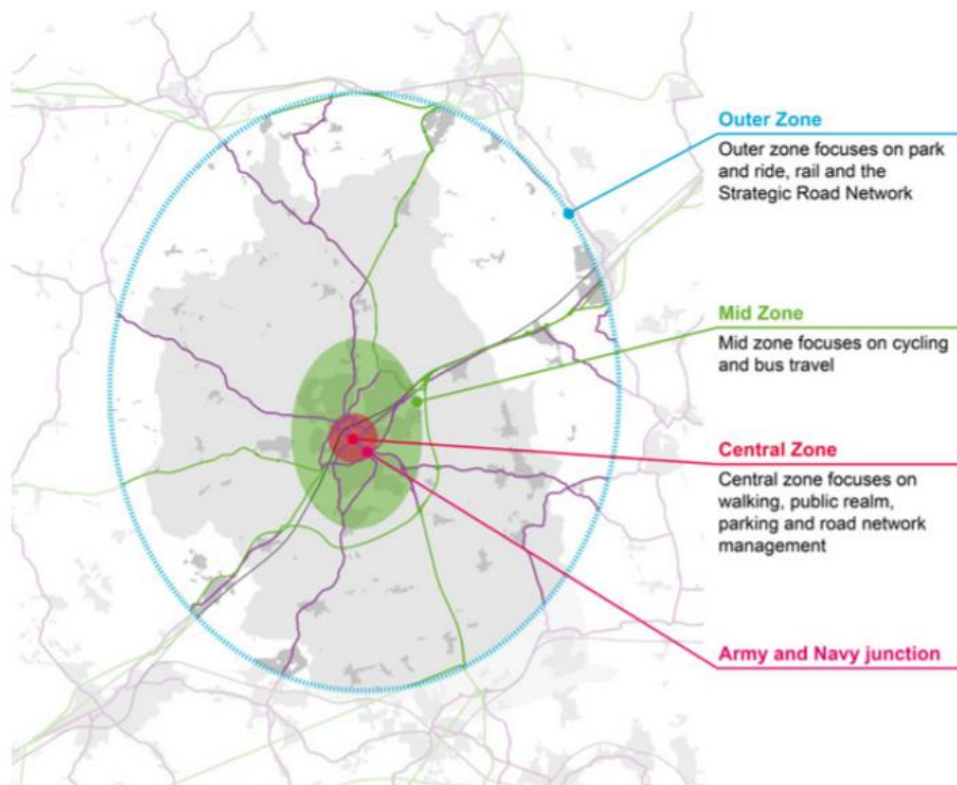 Outer Zone
Outer zone focuses on park
and ride, rail and the
Strategic Road Network
Mid Zone
Mid zone focuses on cycling
and bus travel
Central Zone
Central zone focuses on
walking, public realm,
parking and road network
management
Army and Navy junction